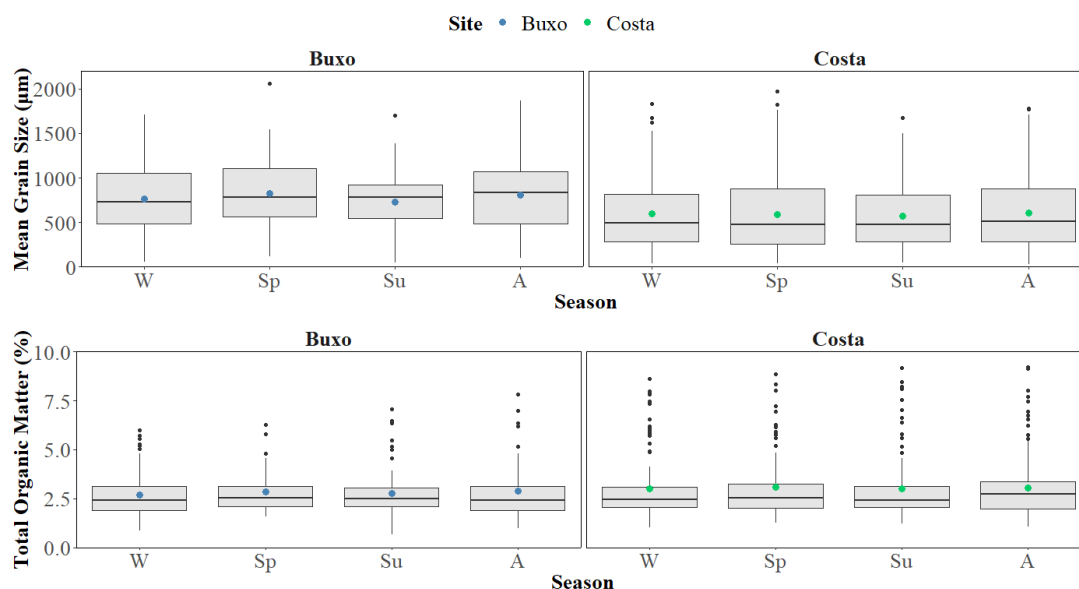 Site Buxo Costa
Buxo Costa
Mean Grain Size (μm)
2000
1500
1000
500
0
W Sp Su A W Sp Su A
Season
Buxo Costa
Total Organic Matter (%)
10.0
7.5
5.0
2.5
0.0
W Sp Su A W Sp Su A
Season